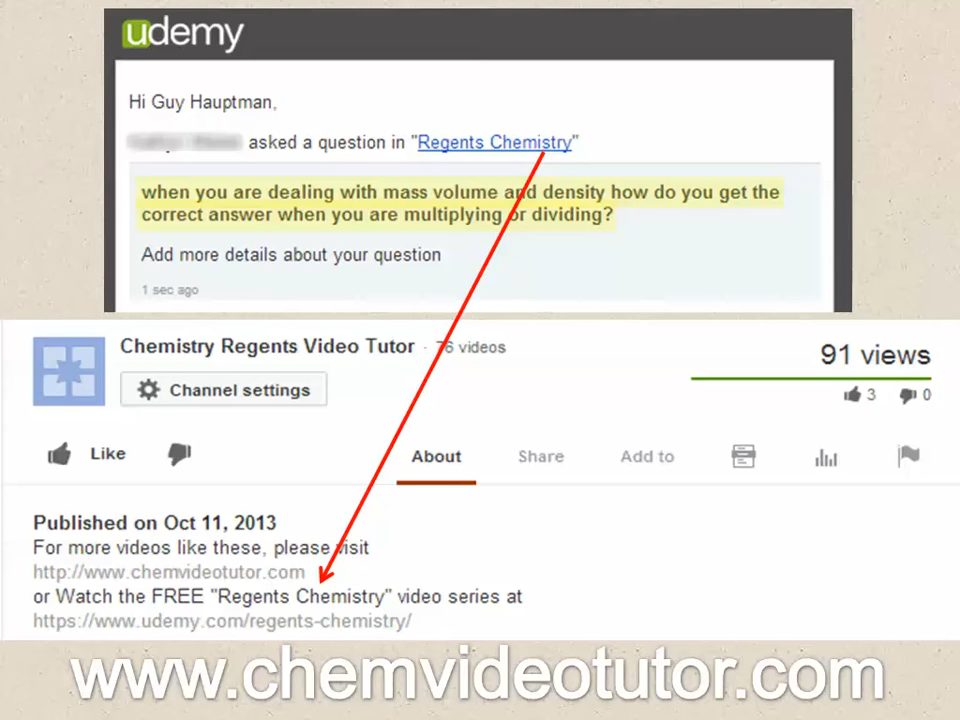 udemy
Hi Guy Hauptman,
asked a question in "Regents Chemistry"
when you are dealing with mass volume and density how do you get the
correct answer when you are multiplying or dividing?
Add more details about your question
1 sec ago
Chemistry Regents Video Tutor · 76 videos
91 views
Channel settings
3 0
Like
About Share Add to
Published on Oct 11, 2013
For more videos like these, please visit
http://www.chemvideotutor.com
or Watch the FREE "Regents Chemistry" video series at
https://www.udemy.com/regents-chemistry/
www.chemvideotutor.com